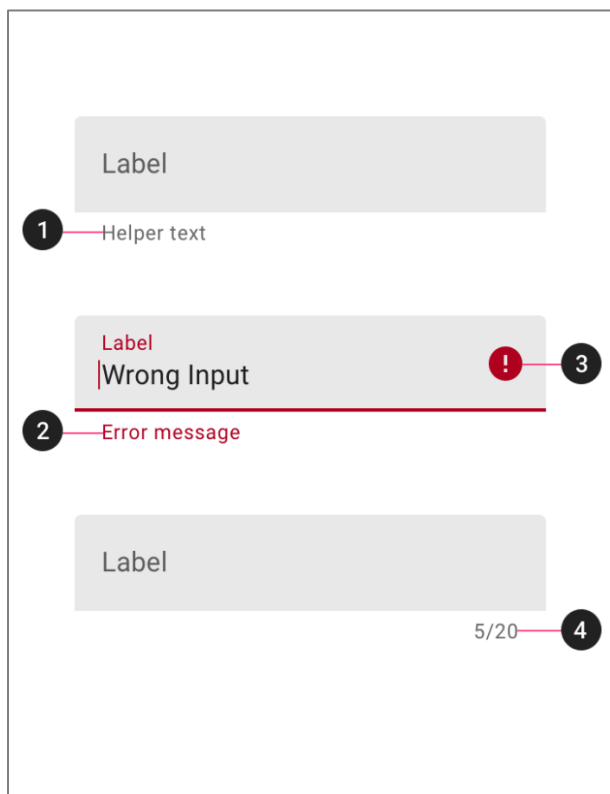 Label
1 Helper text
Label
Wrong Input
! 3
2 Error message
Label
5/20 4